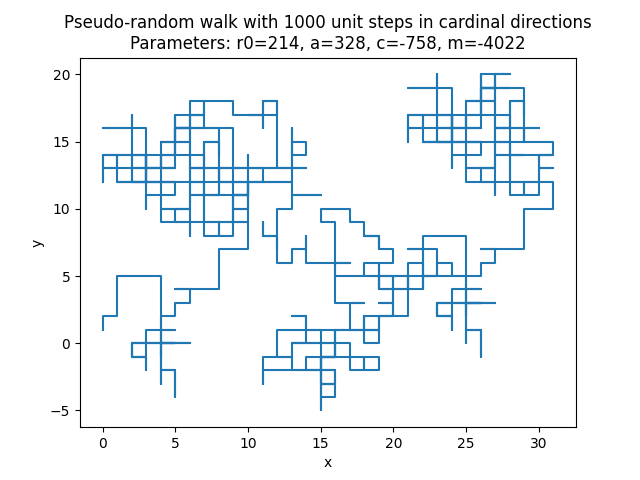 Pseudo-random walk with 1000 unit steps in cardinal directions
Parameters: r0=214, a=328, c=-758, m=-4022
20
15
10
5
0
−5
y
0 5 10 15 20 25 30
x